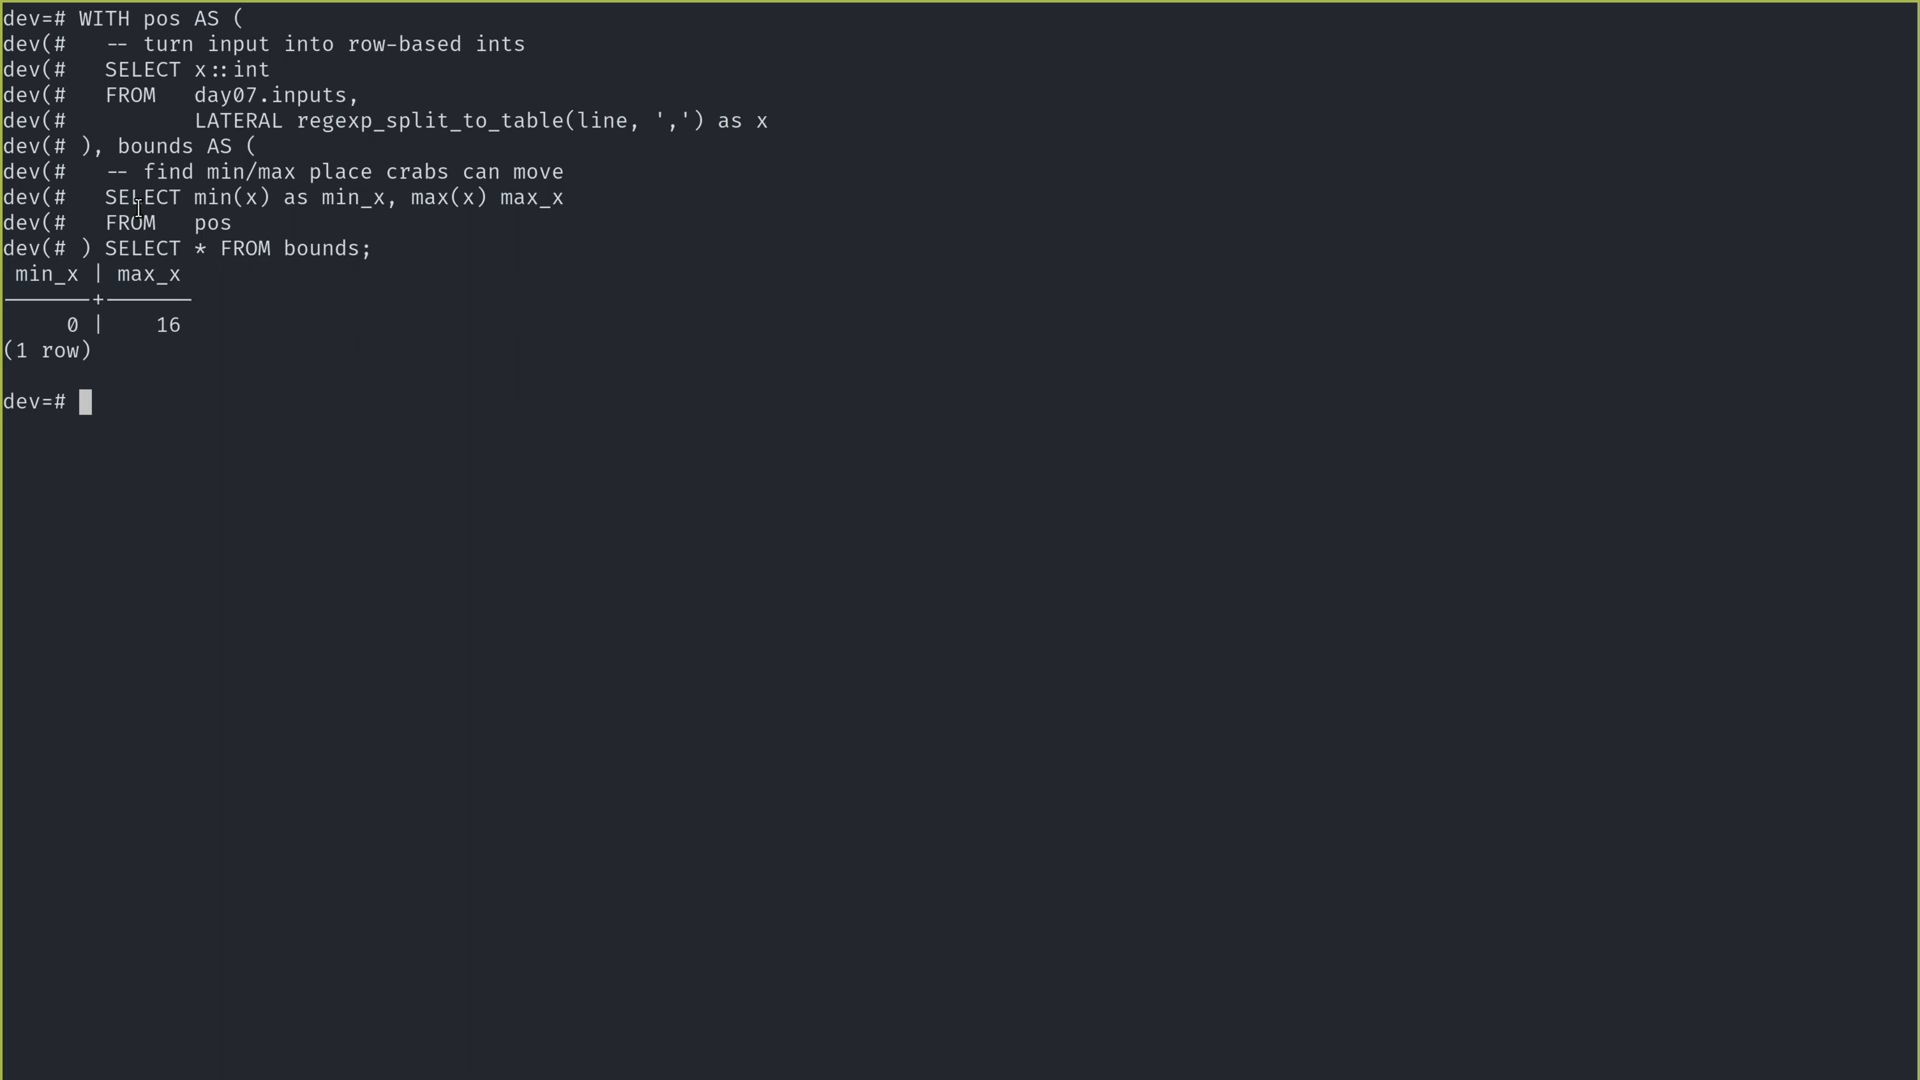 dev=# WITH pos AS (
dev(#   -- turn input into row-based ints
dev(#   SELECT x::int
dev(#   FROM   day07.inputs,
dev(#          LATERAL regexp_split_to_table(line, ',') as x
dev(# ), bounds AS (
dev(#   -- find min/max place crabs can move
dev(#   SELECT min(x) as min_x, max(x) max_x
dev(#   FROM   pos
dev(# ) SELECT * FROM bounds;
 min_x | max_x
-------+-------
     0 |    16
(1 row)
dev=#